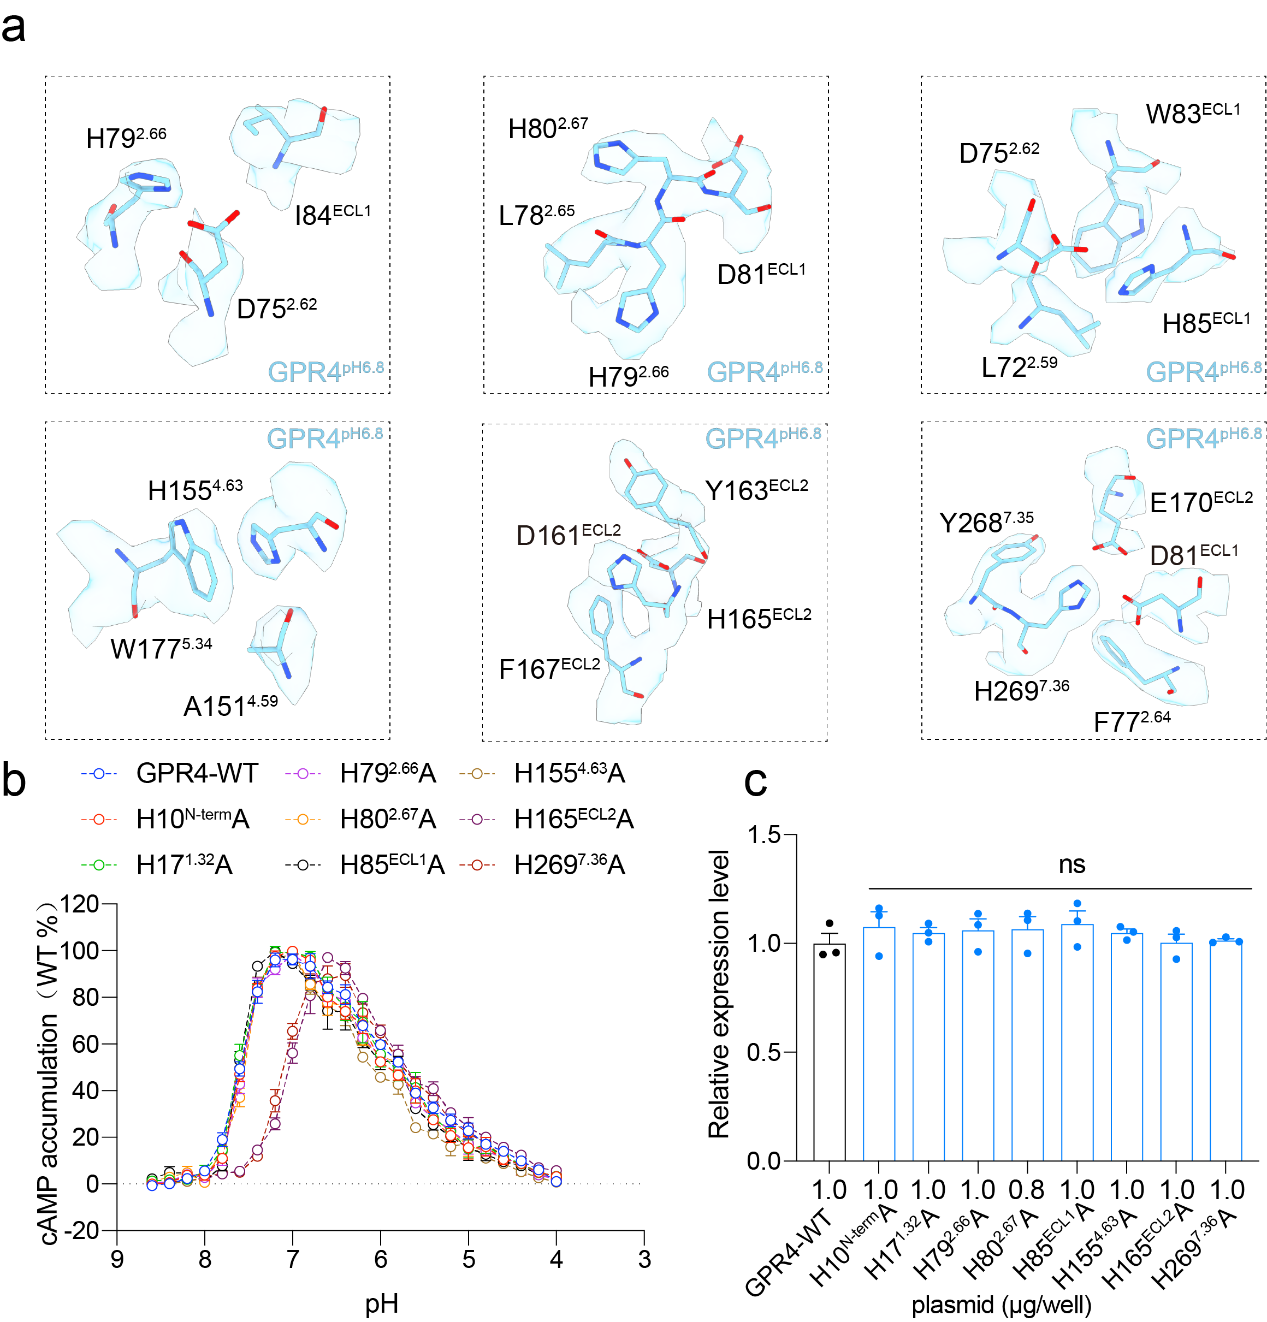 a
H79^2.66
I84^ECL1
D75^2.62
GPR4^pH6.8
H80^2.67
L78^2.65
D81^ECL1
H79^2.66
GPR4^pH6.8
W83^ECL1
D75^2.62
H85^ECL1
L72^2.59
GPR4^pH6.8
GPR4^pH6.8
H155^4.63
W177^5.34
A151^4.59
GPR4^pH6.8
Y163^ECL2
D161^ECL2
H165^ECL2
F167^ECL2
GPR4^pH6.8
E170^ECL2
Y268^7.35
D81^ECL1
H269^7.36
F77^2.64
b
GPR4-WT H79^2.66A H155^4.63A
H10^N-termA H80^2.67A H165^ECL2A
H17^1.32A H85^ECL1A H269^7.36A
cAMP accumulation (WT %)
120
100
80
60
40
20
0
-20
9 8 7 6 5 4 3
pH
c
Relative expression level
1.5
1.0
0.5
0.0
ns
1.0 1.0 1.0 1.0 0.8 1.0 1.0 1.0 1.0
GPR4-WT
H10^N-termA
H17^1.32A
H79^2.66A
H80^2.67A
H85^ECL1A
H155^4.63A
H165^ECL2A
H269^7.36A
plasmid (μg/well)